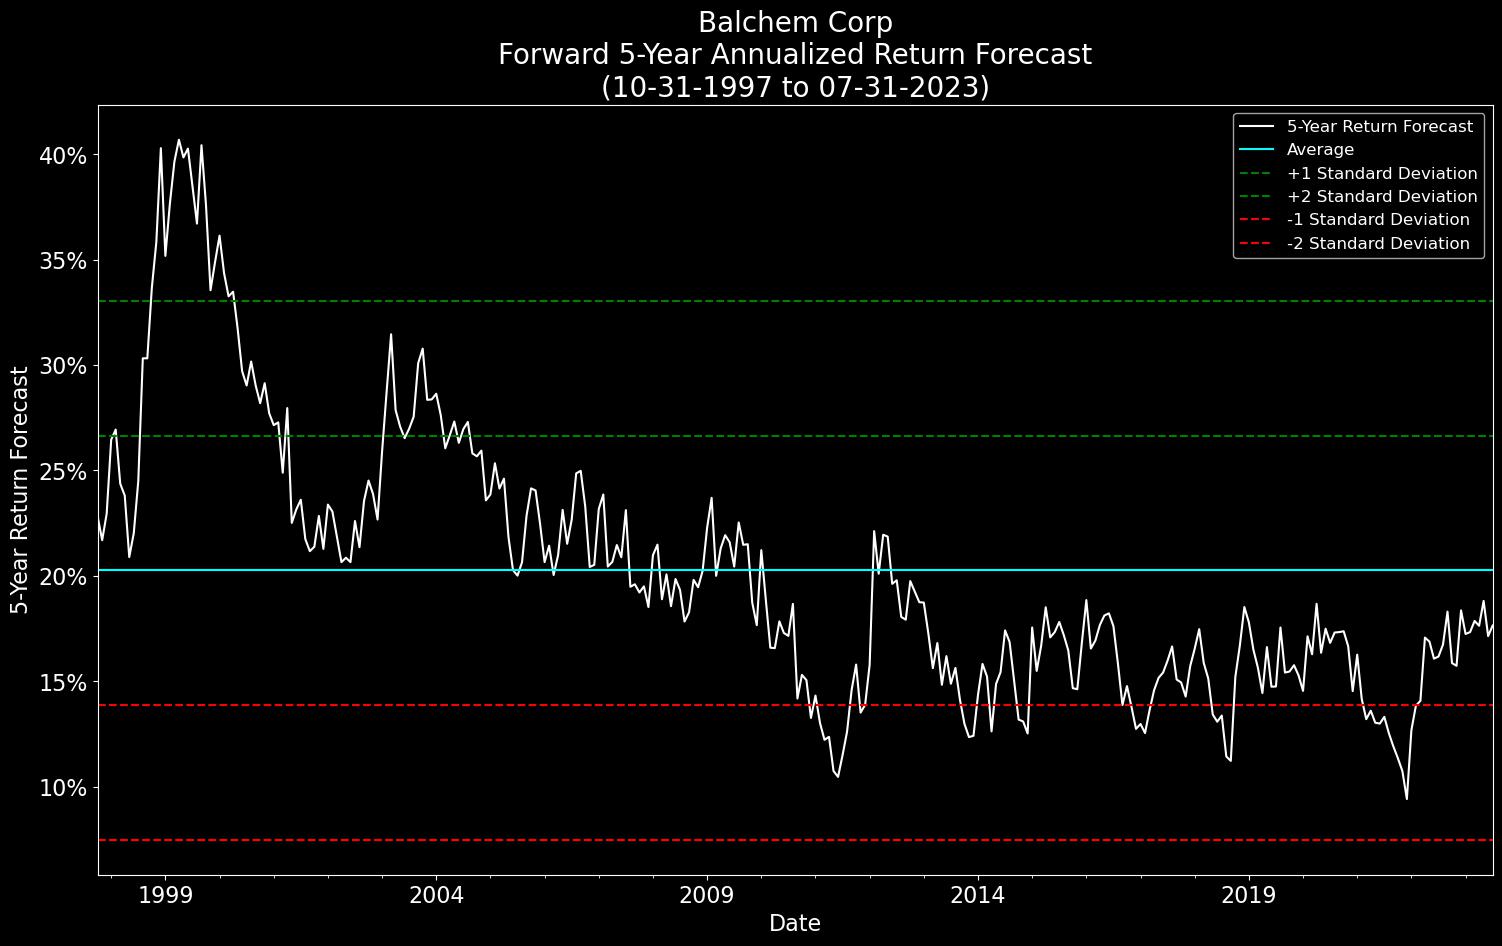 Balchem Corp
Forward 5-Year Annualized Return Forecast
(10-31-1997 to 07-31-2023)
5-Year Return Forecast
Average
+1 Standard Deviation
+2 Standard Deviation
-1 Standard Deviation
-2 Standard Deviation
5-Year Return Forecast
40%
35%
30%
25%
20%
15%
10%
1999 2004 2009 2014 2019
Date